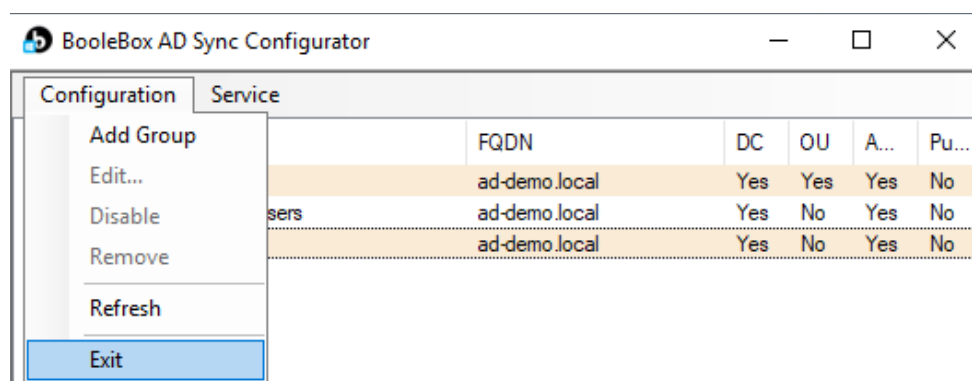 BooleBox AD Sync Configurator
Configuration Service
Add Group FQDN DC OU A... Pu...
Edit... ad-demo.local Yes Yes Yes No
Disable sers ad-demo.local Yes No Yes No
Remove ad-demo.local Yes No Yes No
Refresh
Exit